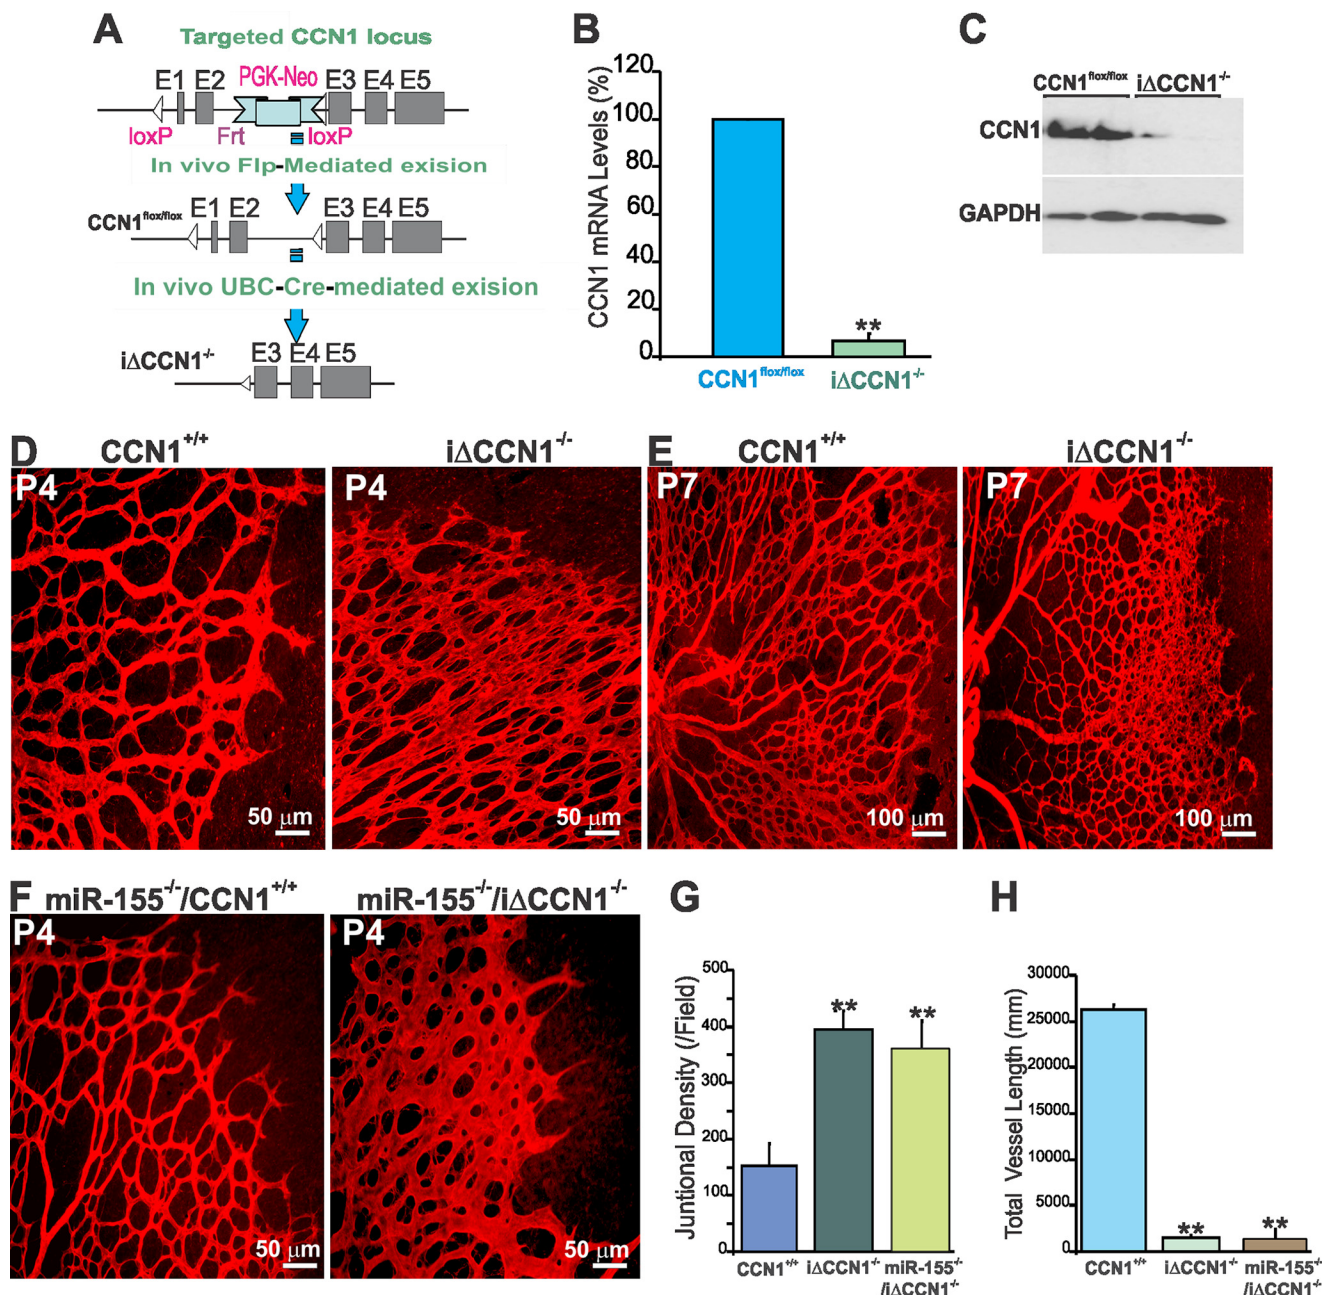 A
Targeted CCN1 locus
PGK-Neo
E1 E2 E3 E4 E5
loxP Frt loxP
In vivo Flp-Mediated exision
CCN1flox/flox
E1 E2 E3 E4 E5
In vivo UBC-Cre-mediated exision
iΔCCN1-/-
E3 E4 E5
B
CCN1 mRNA Levels (%)
120
100
80
60
40
20
0
**
CCN1flox/flox iΔCCN1-/-
C
CCN1flox/flox iΔCCN1-/-
CCN1
GAPDH
D CCN1+/+ iΔCCN1-/-
P4 P4
50 μm 50 μm
E CCN1+/+ iΔCCN1-/-
P7 P7
100 μm 100 μm
F miR-155-/-/CCN1+/+ miR-155-/-/iΔCCN1-/-
P4 P4
50 μm 50 μm
G
Juntional Density (/Field)
500
400
300
200
150
100
0
** **
CCN1+/+ iΔCCN1-/- miR-155-/-
/iΔCCN1-/-
H
Total Vessel Length (mm)
30000
25000
20000
15000
10000
5000
0
** **
CCN1+/+ iΔCCN1-/- miR-155-/-
/iΔCCN1-/-